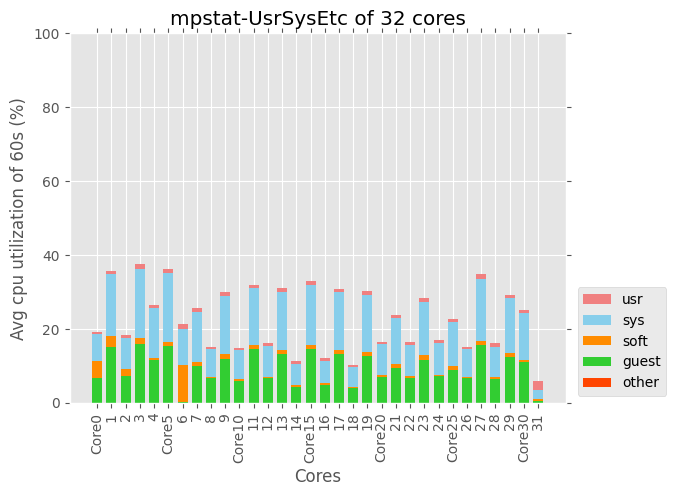 mpstat-UsrSysEtc of 32 cores
Avg cpu utilization of 60s (%)
100
80
60
40
20
0
usr
sys
soft
guest
other
Core0
1
2
3
4
Core5
6
7
8
9
Core10
11
12
13
14
Core15
16
17
18
19
Core20
21
22
23
24
Core25
26
27
28
29
Core30
31
Cores